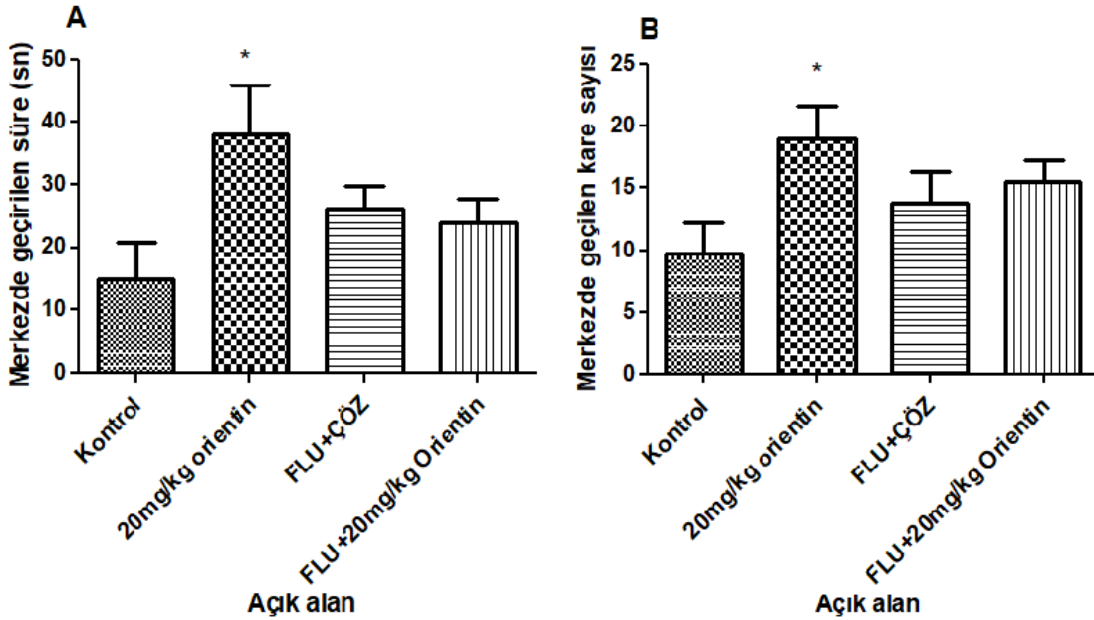 A
Merkezde geçirilen süre (sn)
50
40
30
20
10
0
*
Kontrol
20mg/kg orientin
FLU+ÇÖZ
FLU+20mg/kg Orientin
Açık alan
B
Merkezde geçilen kare sayısı
25
20
15
10
5
0
*
Kontrol
20mg/kg orientin
FLU+ÇÖZ
FLU+20mg/kg Orientin
Açık alan